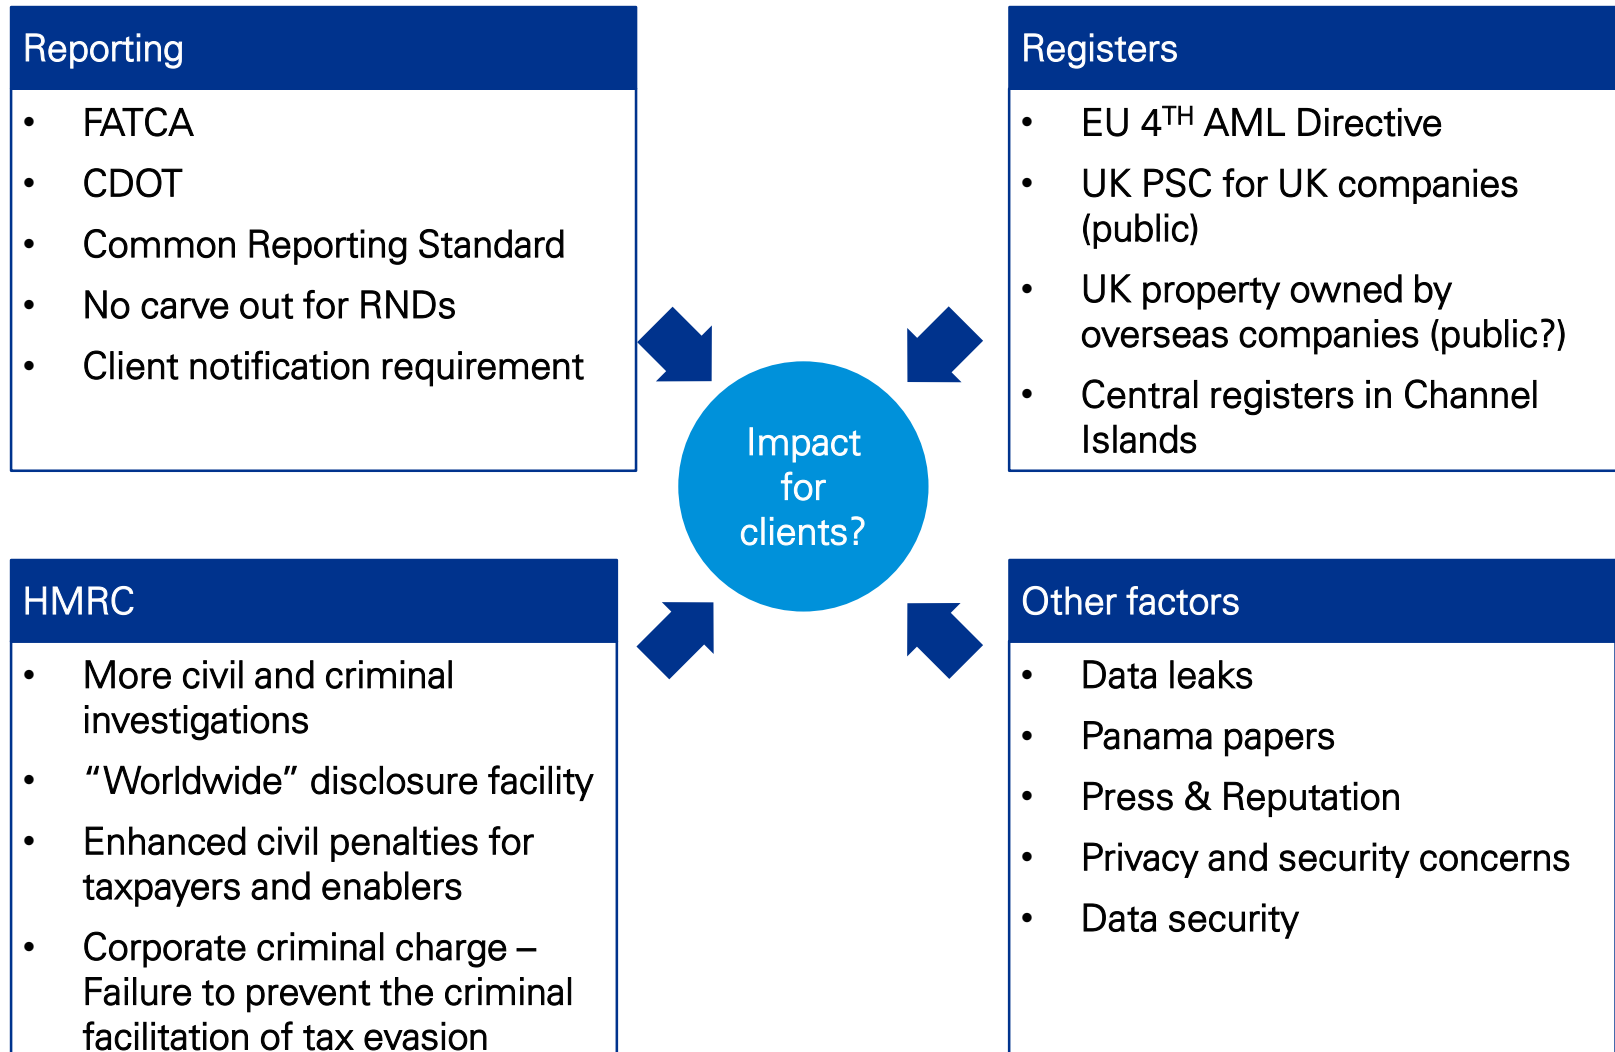 Reporting
• FATCA
• CDOT
• Common Reporting Standard
• No carve out for RNDs
• Client notification requirement
Registers
• EU 4TH AML Directive
• UK PSC for UK companies
(public)
• UK property owned by
overseas companies (public?)
• Central registers in Channel
Islands
Impact
for
clients?
HMRC
• More civil and criminal
investigations
• “Worldwide” disclosure facility
• Enhanced civil penalties for
taxpayers and enablers
• Corporate criminal charge –
Failure to prevent the criminal
facilitation of tax evasion
Other factors
• Data leaks
• Panama papers
• Press & Reputation
• Privacy and security concerns
• Data security